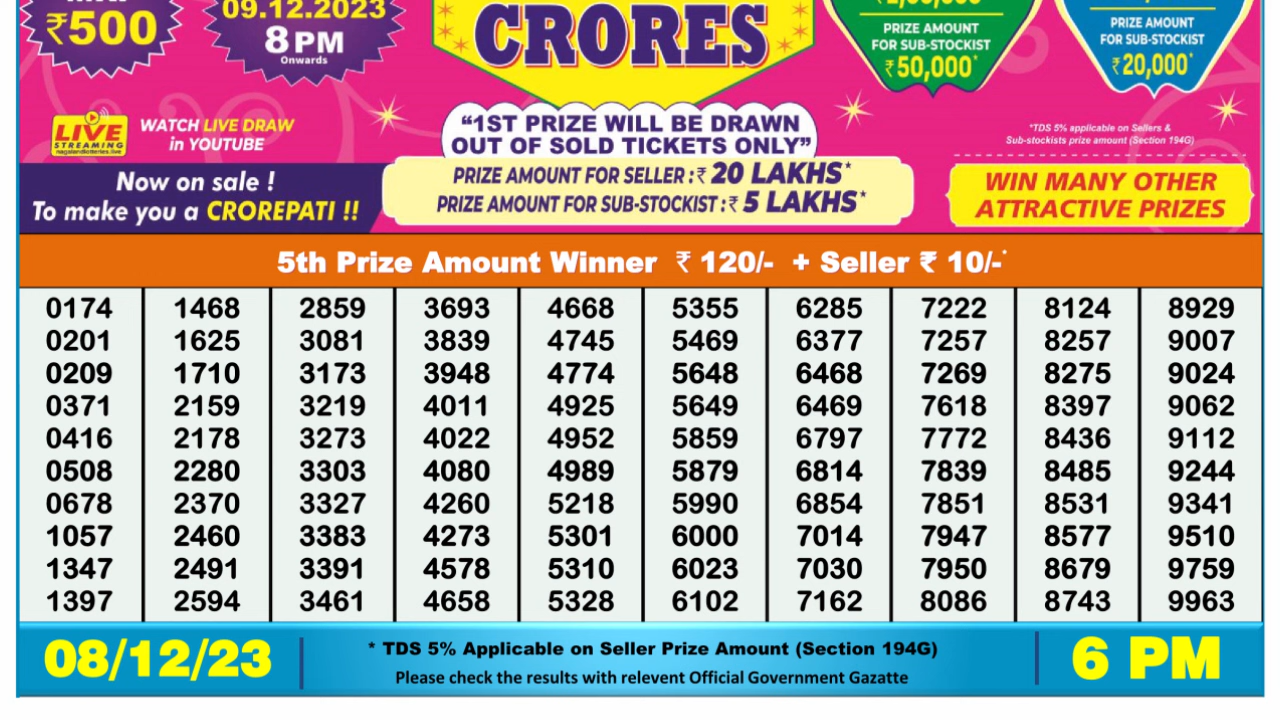 ₹500
09.12.2023
8 PM
Onwards
CRORES
PRIZE AMOUNT
FOR SUB-STOCKIST
₹50,000*
PRIZE AMOUNT
FOR SUB-STOCKIST
₹20,000*
LIVE
STREAMING
nagalandlotteries.live
WATCH LIVE DRAW
in YOUTUBE
“1ST PRIZE WILL BE DRAWN
OUT OF SOLD TICKETS ONLY”
*TDS 5% applicable on Sellers &
Sub-stockists prize amount (Section 194G)
Now on sale !
To make you a CROREPATI !!
PRIZE AMOUNT FOR SELLER :₹ 20 LAKHS*
PRIZE AMOUNT FOR SUB-STOCKIST :₹ 5 LAKHS*
WIN MANY OTHER
ATTRACTIVE PRIZES
5th Prize Amount Winner ₹ 120/- + Seller ₹ 10/-*
0174 1468 2859 3693 4668 5355 6285 7222 8124 8929
0201 1625 3081 3839 4745 5469 6377 7257 8257 9007
0209 1710 3173 3948 4774 5648 6468 7269 8275 9024
0371 2159 3219 4011 4925 5649 6469 7618 8397 9062
0416 2178 3273 4022 4952 5859 6797 7772 8436 9112
0508 2280 3303 4080 4989 5879 6814 7839 8485 9244
0678 2370 3327 4260 5218 5990 6854 7851 8531 9341
1057 2460 3383 4273 5301 6000 7014 7947 8577 9510
1347 2491 3391 4578 5310 6023 7030 7950 8679 9759
1397 2594 3461 4658 5328 6102 7162 8086 8743 9963
08/12/23
* TDS 5% Applicable on Seller Prize Amount (Section 194G)
Please check the results with relevent Official Government Gazatte
6 PM